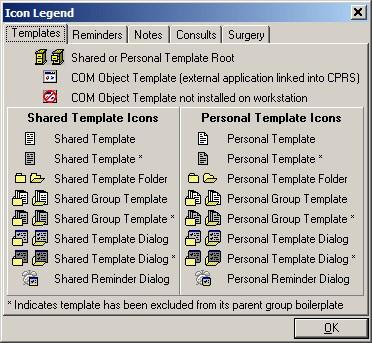 Icon Legend
Templates Reminders Notes Consults Surgery
Shared or Personal Template Root
COM Object Template (external application linked into CPRS)
COM Object Template not installed on workstation
Shared Template Icons
Shared Template
Shared Template *
Shared Template Folder
Shared Group Template
Shared Group Template *
Shared Template Dialog
Shared Template Dialog *
Shared Reminder Dialog
Personal Template Icons
Personal Template
Personal Template *
Personal Template Folder
Personal Group Template
Personal Group Template *
Personal Template Dialog
Personal Template Dialog *
Personal Reminder Dialog
* Indicates template has been excluded from its parent group boilerplate
OK